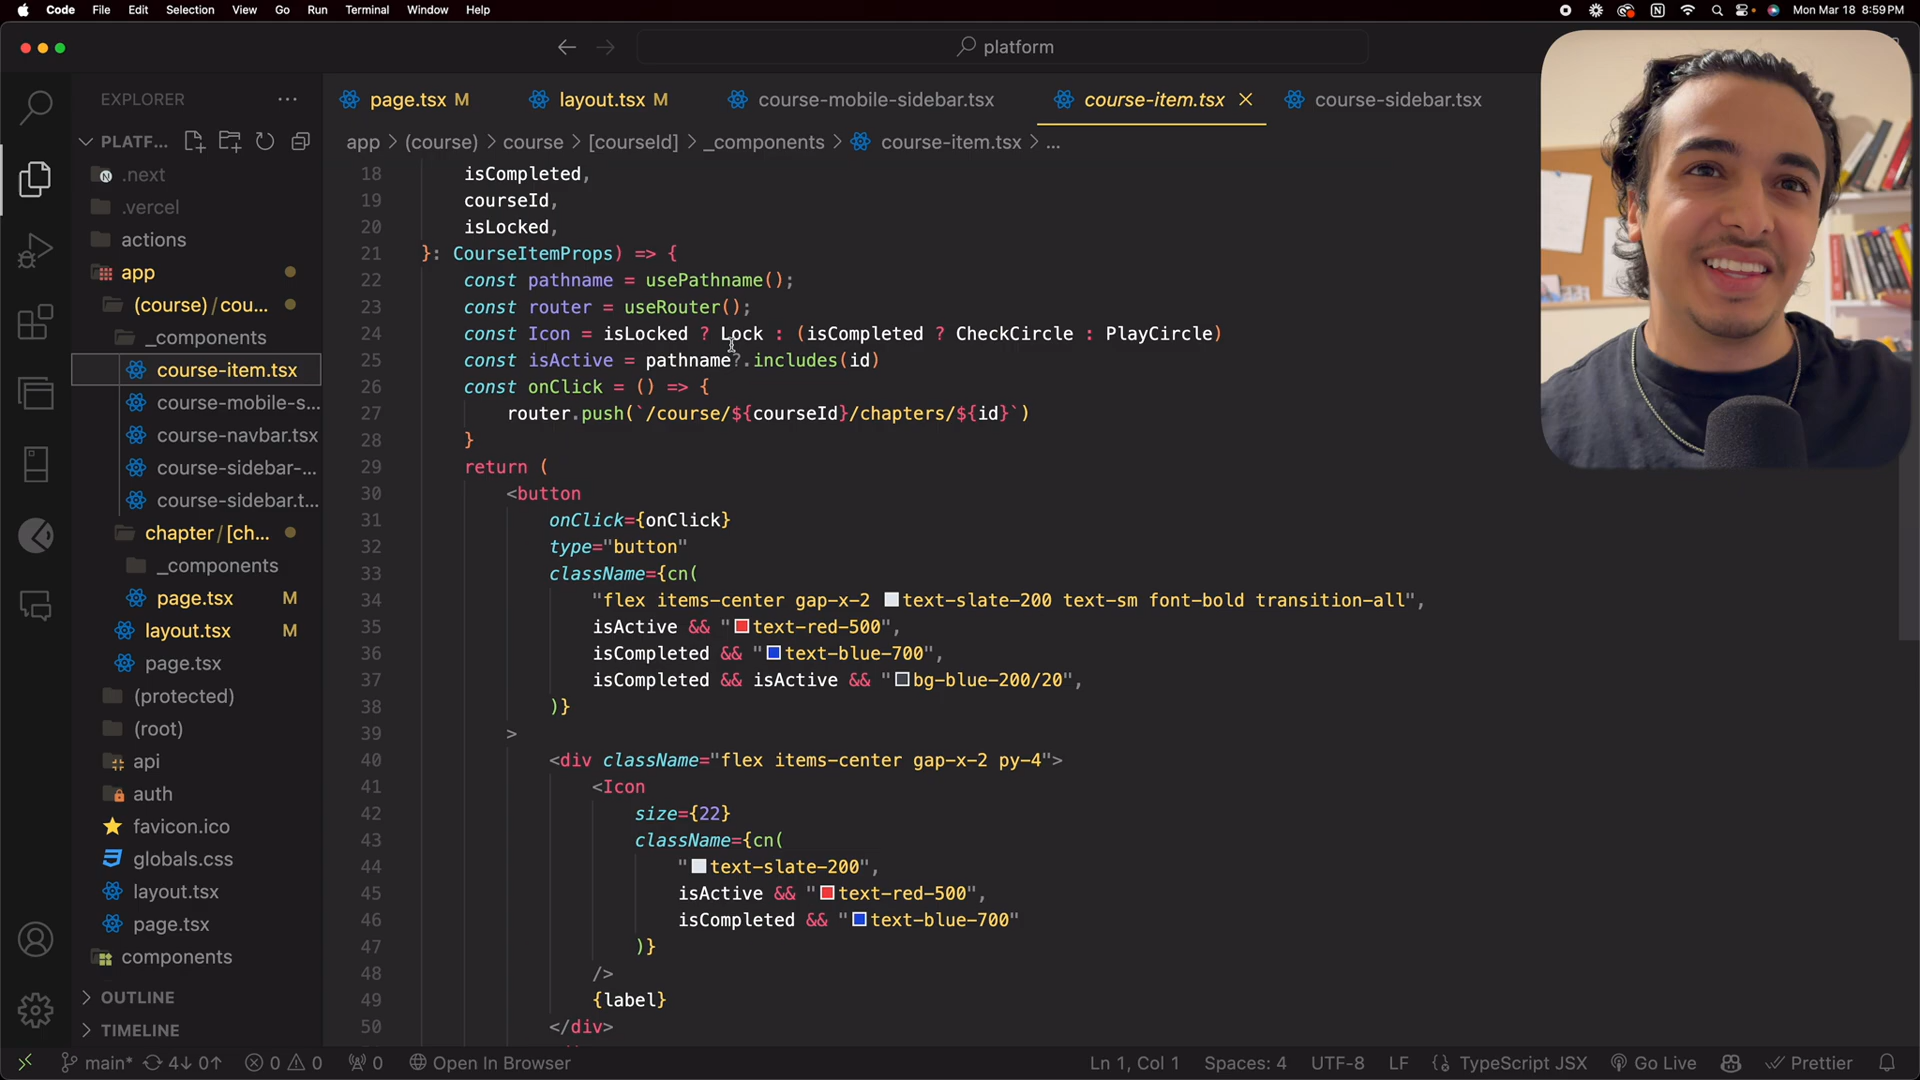 Code File Edit Selection View Go Run Terminal Window Help Mon Mar 18 8:59 PM
platform
EXPLORER
PLATF...
.next
.vercel
actions
app
(course) / cou...
_components
course-item.tsx
course-mobile-s...
course-navbar.tsx
course-sidebar-...
course-sidebar.t...
chapter / [ch...
_components
page.tsx M
layout.tsx M
page.tsx
(protected)
(root)
api
auth
favicon.ico
globals.css
layout.tsx
page.tsx
components
OUTLINE
TIMELINE
page.tsx M layout.tsx M course-mobile-sidebar.tsx course-item.tsx course-sidebar.tsx
app > (course) > course > [courseId] > _components > course-item.tsx > ...
18 isCompleted,
19 courseId,
20 isLocked,
21 }: CourseItemProps) => {
22 const pathname = usePathname();
23 const router = useRouter();
24 const Icon = isLocked ? Lock : (isCompleted ? CheckCircle : PlayCircle)
25 const isActive = pathname?.includes(id)
26 const onClick = () => {
27 router.push(`/course/${courseId}/chapters/${id}`)
28 }
29 return (
30 <button
31 onClick={onClick}
32 type="button"
33 className={cn(
34 "flex items-center gap-x-2 text-slate-200 text-sm font-bold transition-all",
35 isActive && "text-red-500",
36 isCompleted && "text-blue-700",
37 isCompleted && isActive && "bg-blue-200/20",
38 )}
39 >
40 <div className="flex items-center gap-x-2 py-4">
41 <Icon
42 size={22}
43 className={cn(
44 "text-slate-200",
45 isActive && "text-red-500",
46 isCompleted && "text-blue-700"
47 )}
48 />
49 {label}
50 </div>
main* 4↓ 0↑ 0 0 0 Open In Browser Ln 1, Col 1 Spaces: 4 UTF-8 LF TypeScript JSX Go Live Prettier